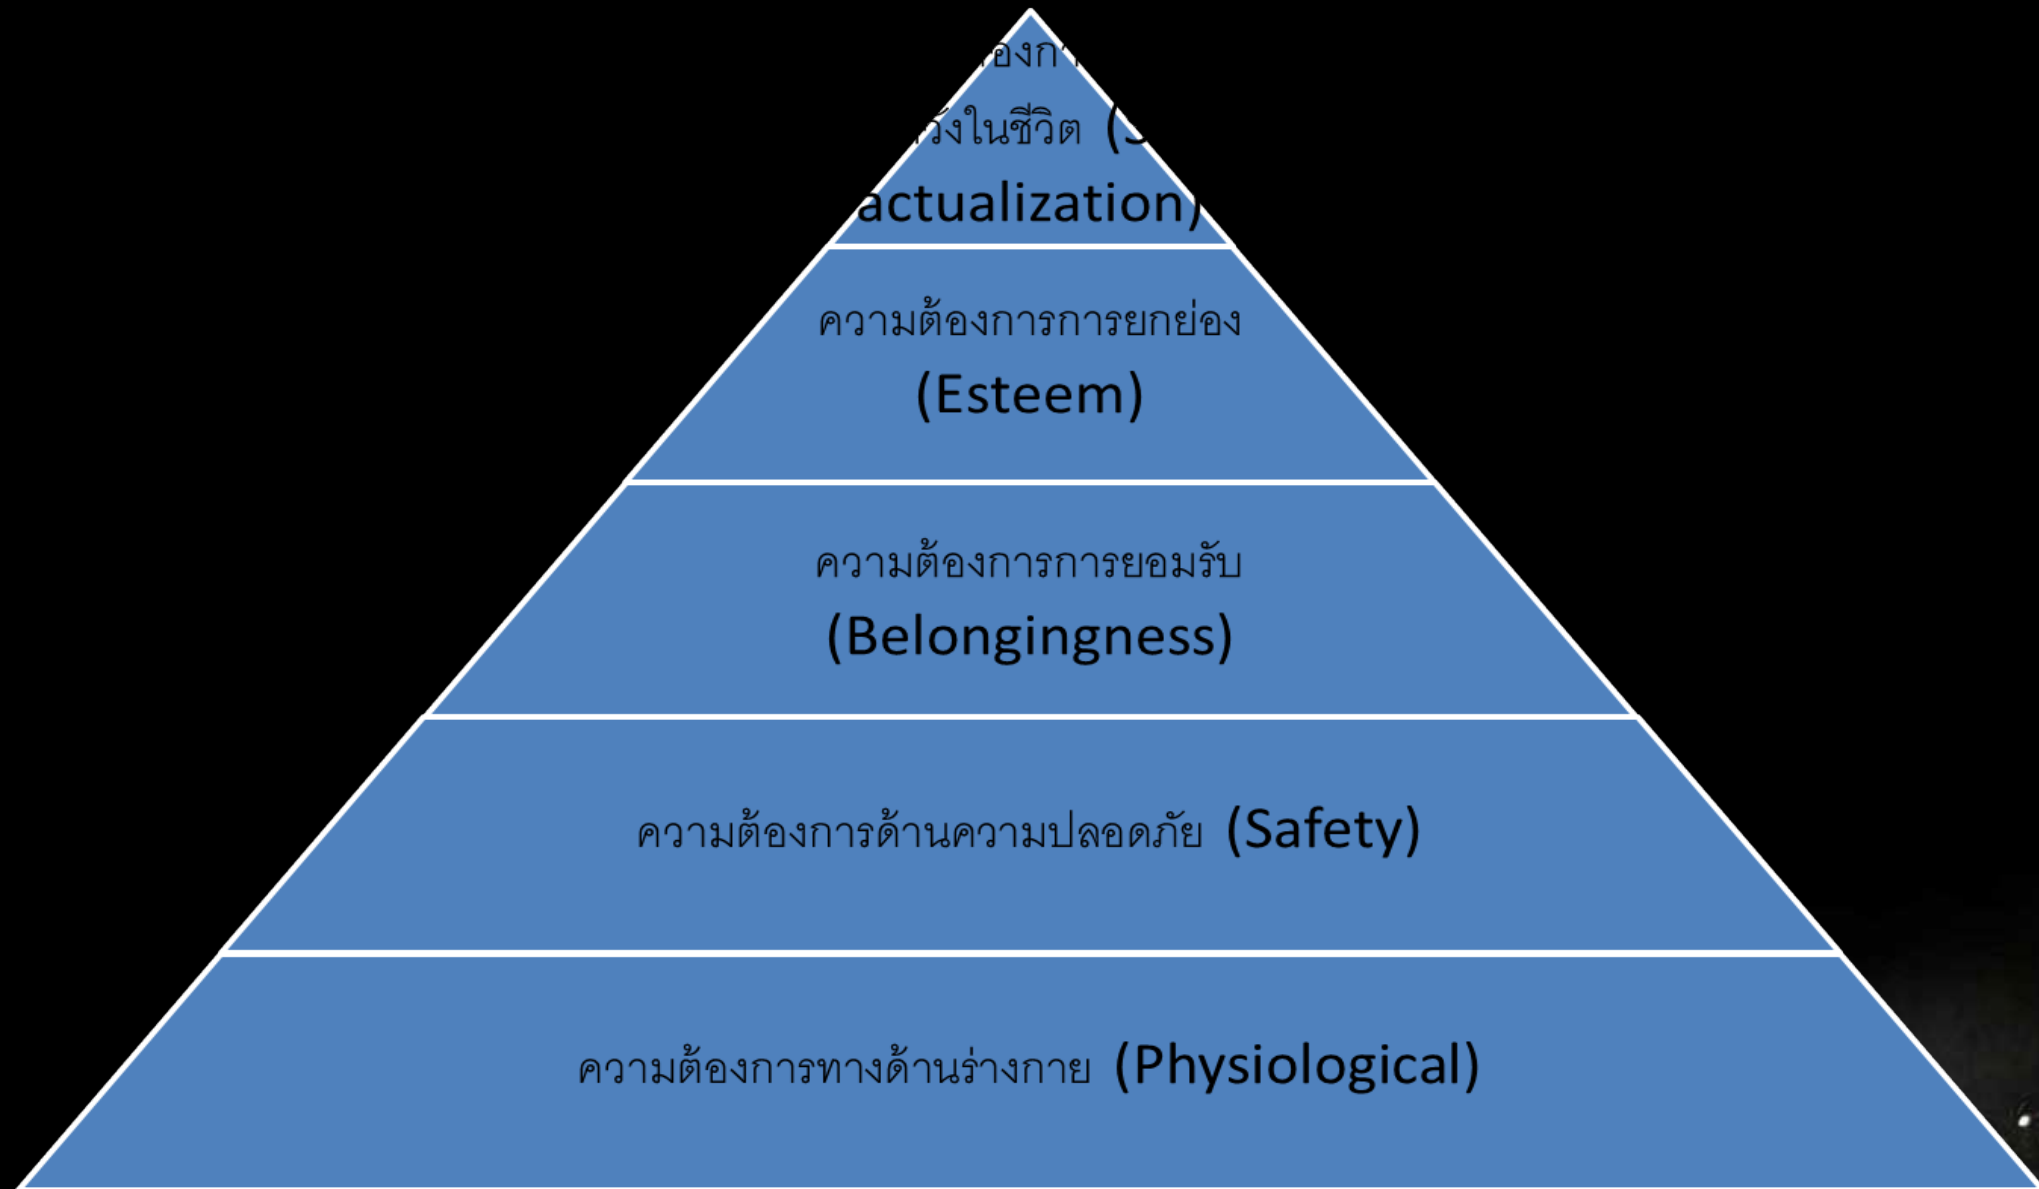 ในชีวิต
actualization)
ความต้องการการยกย่อง
(Esteem)
ความต้องการการยอมรับ
(Belongingness)
ความต้องการด้านความปลอดภัย (Safety)
ความต้องการทางด้านร่างกาย (Physiological)